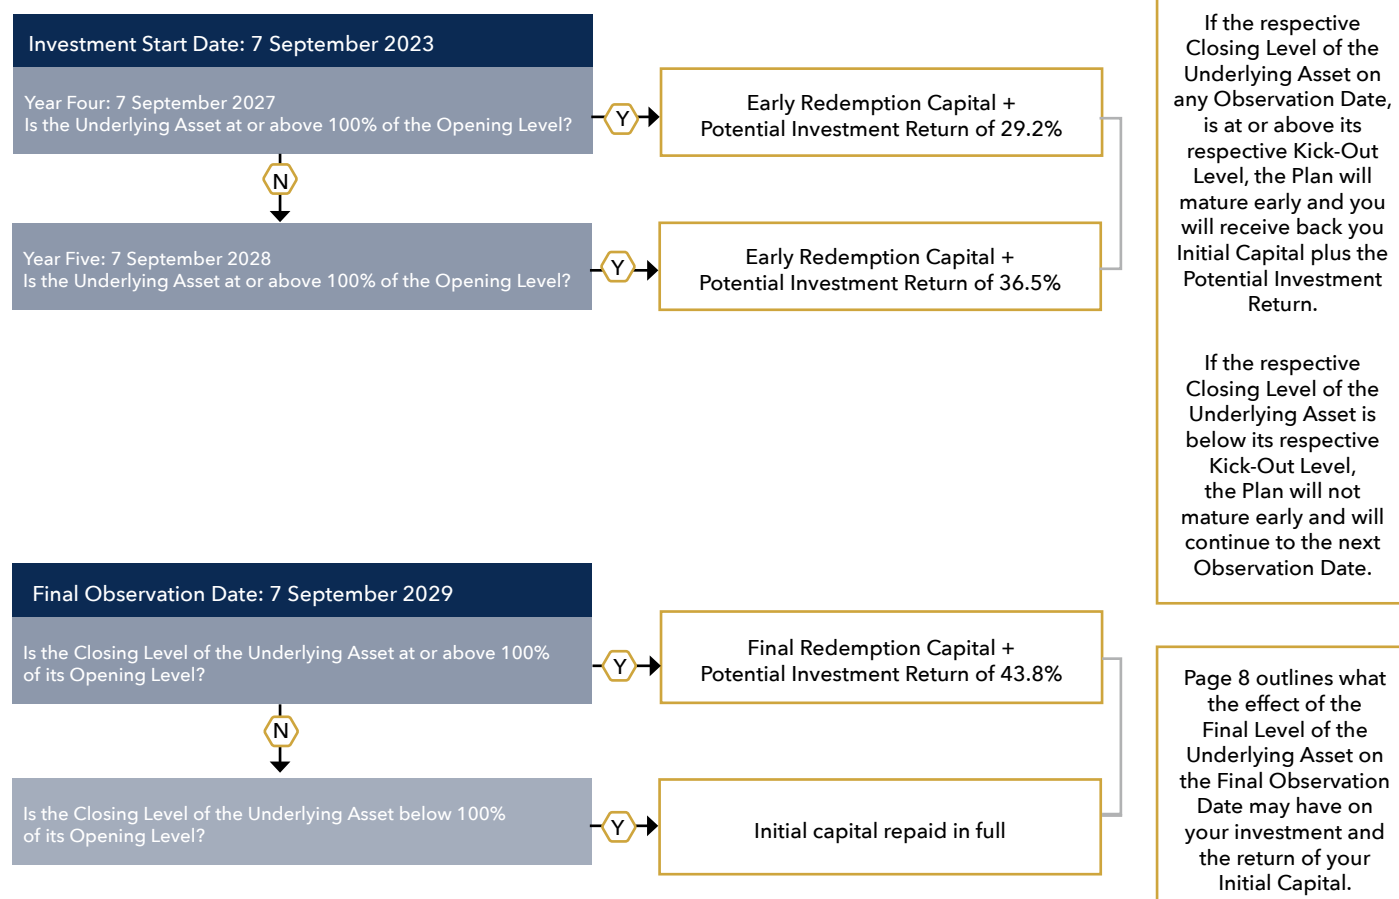 Investment Start Date: 7 September 2023
Year Four: 7 September 2027
Is the Underlying Asset at or above 100% of the Opening Level?
Y
Early Redemption Capital +
Potential Investment Return of 29.2%
N
Year Five: 7 September 2028
Is the Underlying Asset at or above 100% of the Opening Level?
Y
Early Redemption Capital +
Potential Investment Return of 36.5%
If the respective
Closing Level of the
Underlying Asset on
any Observation Date,
is at or above its
respective Kick-Out
Level, the Plan will
mature early and you
will receive back you
Initial Capital plus the
Potential Investment
Return.
If the respective
Closing Level of the
Underlying Asset is
below its respective
Kick-Out Level,
the Plan will not
mature early and will
continue to the next
Observation Date.
Final Observation Date: 7 September 2029
Is the Closing Level of the Underlying Asset at or above 100%
of its Opening Level?
Y
Final Redemption Capital +
Potential Investment Return of 43.8%
N
Is the Closing Level of the Underlying Asset below 100%
of its Opening Level?
Y
Initial capital repaid in full
Page 8 outlines what
the effect of the
Final Level of the
Underlying Asset on
the Final Observation
Date may have on
your investment and
the return of your
Initial Capital.